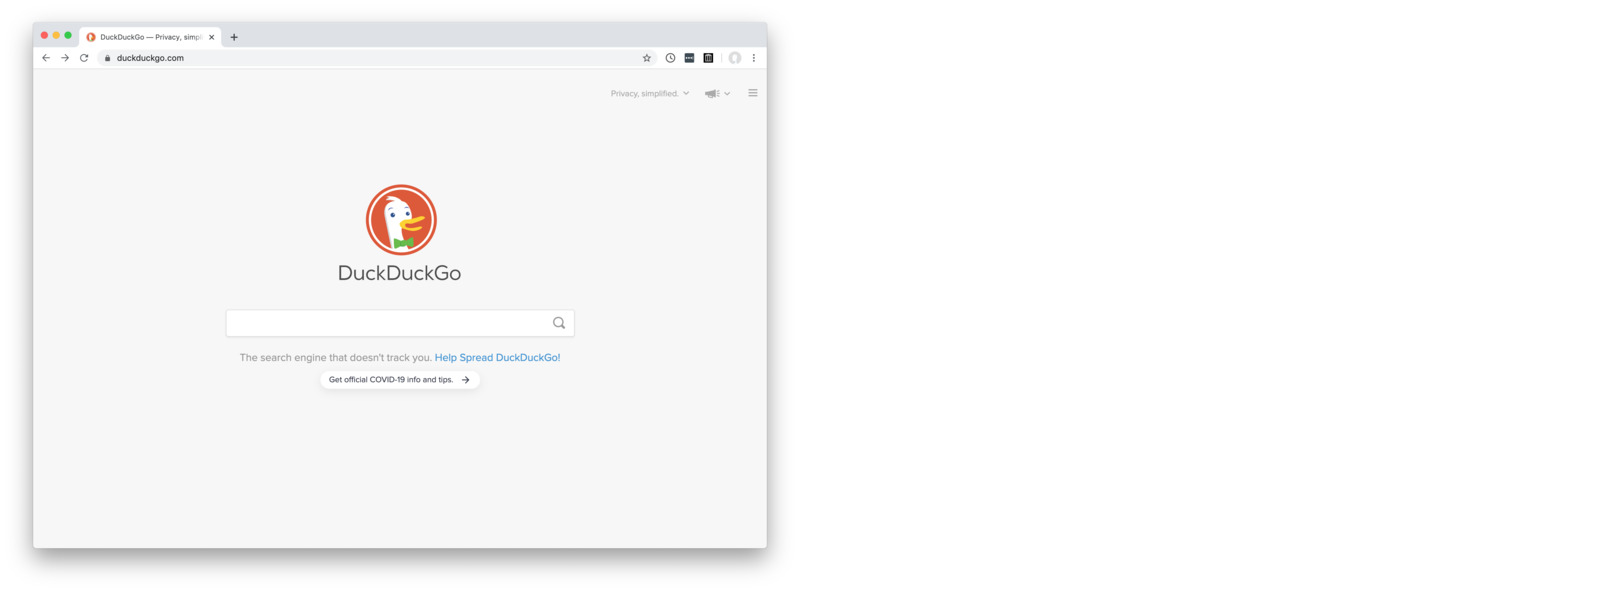 DuckDuckGo — Privacy, simpl
duckduckgo.com
Privacy, simplified.
DuckDuckGo
The search engine that doesn't track you. Help Spread DuckDuckGo!
Get official COVID-19 info and tips.